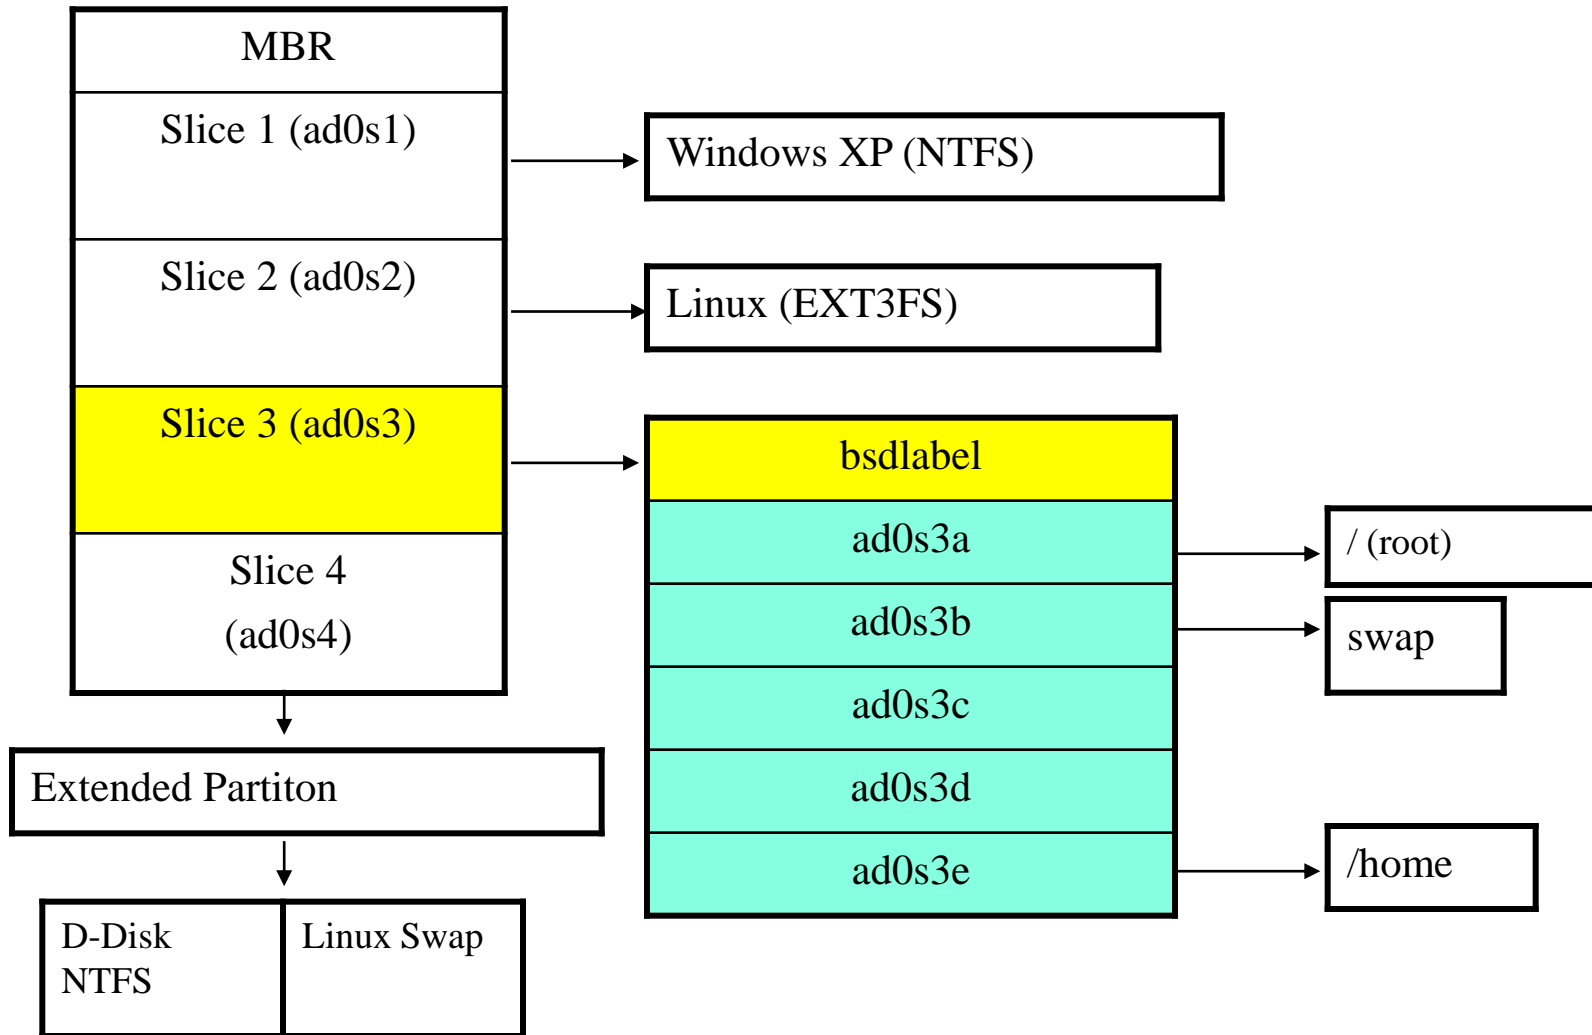 MBR
Slice 1 (ad0s1)
Windows XP (NTFS)
Slice 2 (ad0s2)
Linux (EXT3FS)
Slice 3 (ad0s3)
bsdlabel
ad0s3a
/ (root)
ad0s3b
swap
ad0s3c
ad0s3d
ad0s3e
/home
Slice 4
(ad0s4)
Extended Partiton
D-Disk
NTFS
Linux Swap